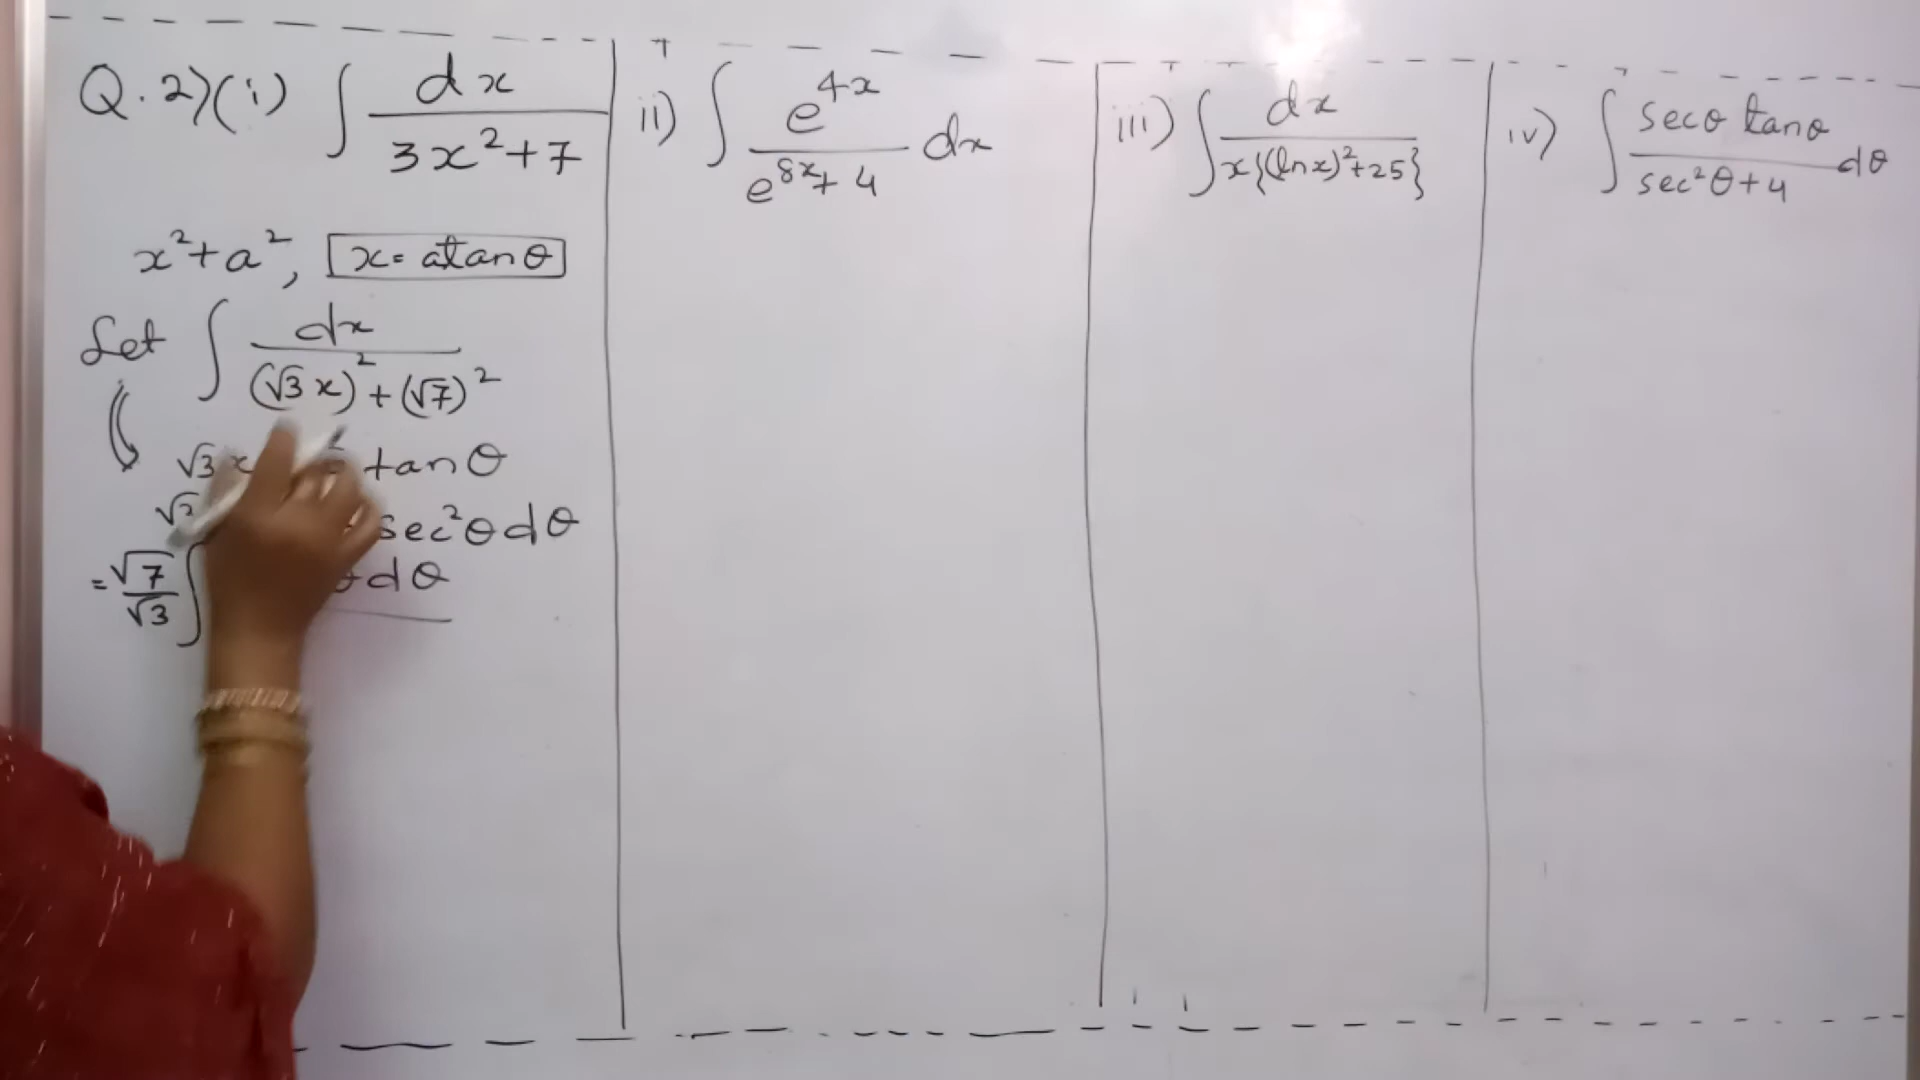 Q.2)(i) ∫ dx / 3x²+7
x²+a², x = a tanθ
Let ∫ dx / (√3 x)² + (√7)²
√3x tanθ
sec²θ dθ
= √7/√3 ∫ dθ
ii) ∫ e^4x / e^8x + 4 dx
iii) ∫ dx / x{(ln x)²+25}
iv) ∫ secθ tanθ / sec²θ+4 dθ